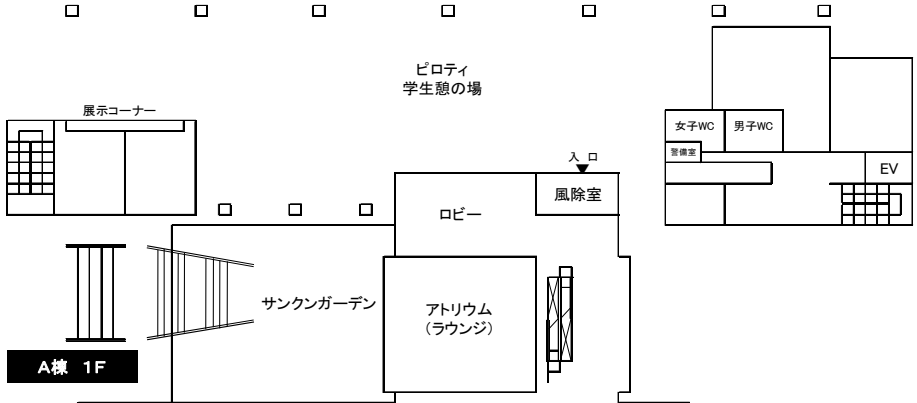 ピロティ
学生憩の場
展示コーナー
女子WC
男子WC
警備室
EV
入口
風除室
ロビー
サンクンガーデン
アトリウム
(ラウンジ)
A棟 1F